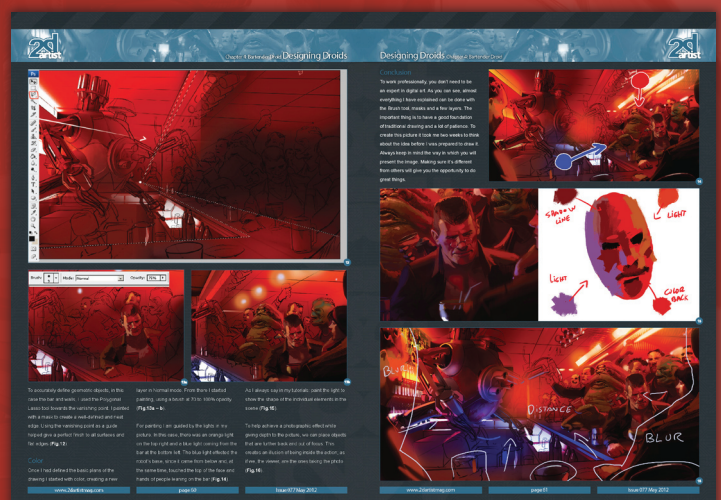 2d artist
Chapter 4: Bartender Droid Designing Droids
Brush:
Mode: Normal
Opacity: 70%
To accurately define geometric objects, in this
case the bar and walls, I used the Polygonal
Lasso tool towards the vanishing point. I painted
with a mask to create a well-defined and neat
edge. Using the vanishing point as a guide
helped give a perfect finish to all surfaces and
flat edges (Fig.12).
Color
Once I had defined the basic plane of the
drawing I started with color, creating a new
layer in Normal mode. From there I started
painting, using a brush at 70 to 100% opacity
(Fig.13a – b).
For painting I am guided by the lights in my
picture. In this case, there was an orange light
on the top right and a blue light coming from the
bar at the bottom left. The blue light affected the
robot's base, since it came from below and, at
the same time, touched the top of the face and
hands of people leaning on the bar (Fig.14)
As I always say in my tutorials: paint the light to
show the shape of the individual elements in the
scene (Fig.15).
To help achieve a photographic effect while
giving depth to the picture, we can place objects
that are further back and out of focus. This
creates an illusion of being inside the action, as
if we, the viewer, are the ones taking the photo
(Fig.16).
www.2dartistmag.com
page 60
Issue 077 May 2012
Designing Droids Chapter 4: Bartender Droid
2d artist
Conclusion
To work professionally, you don't need to be
an expert in digital art. As you can see, almost
everything I have explained can be done with
the Brush tool, masks and a few layers. The
important thing is to have a good foundation
of traditional drawing and a lot of patience. To
create this picture it took me two weeks to think
about the idea before I was prepared to draw it.
Always keep in mind the way in which you will
present the image. Making sure it's different
from others will give you the opportunity to do
great things.
SHADOW
LINE
LIGHT
LIGHT
COLOR
BACK
BLUR
DISTANCE
BLUR
www.2dartistmag.com
page 61
Issue 077 May 2012